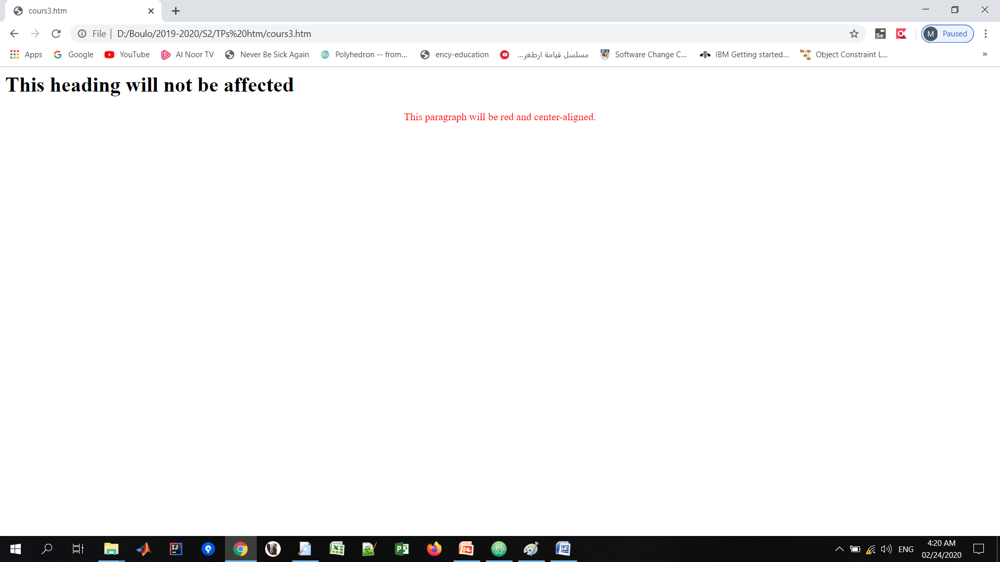 cours3.htm
File | D:/Boulo/2019-2020/S2/TPs%20htm/cours3.htm
Se
M Paused
Apps Google YouTube Al Noor TV Never Be Sick Again Polyhedron -- from... ency-education مسلسل قيامة ارطغر... Software Change C... IBM Getting started... Object Constraint L... »
This heading will not be affected
This paragraph will be red and center-aligned.
ENG
4:20 AM
02/24/2020